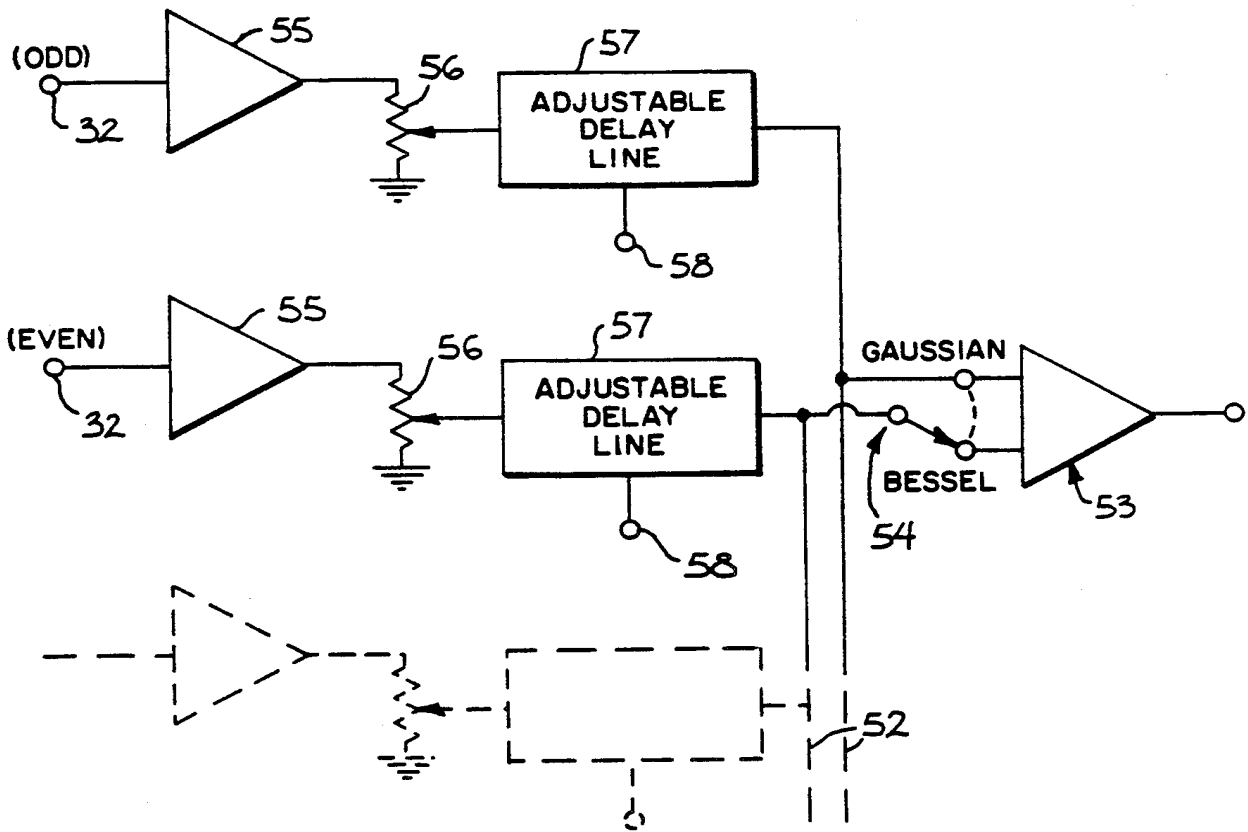 (ODD)
55
56
57
32
ADJUSTABLE
DELAY
LINE
58
(EVEN)
55
56
57
32
ADJUSTABLE
DELAY
LINE
58
GAUSSIAN
BESSEL
54
53
52